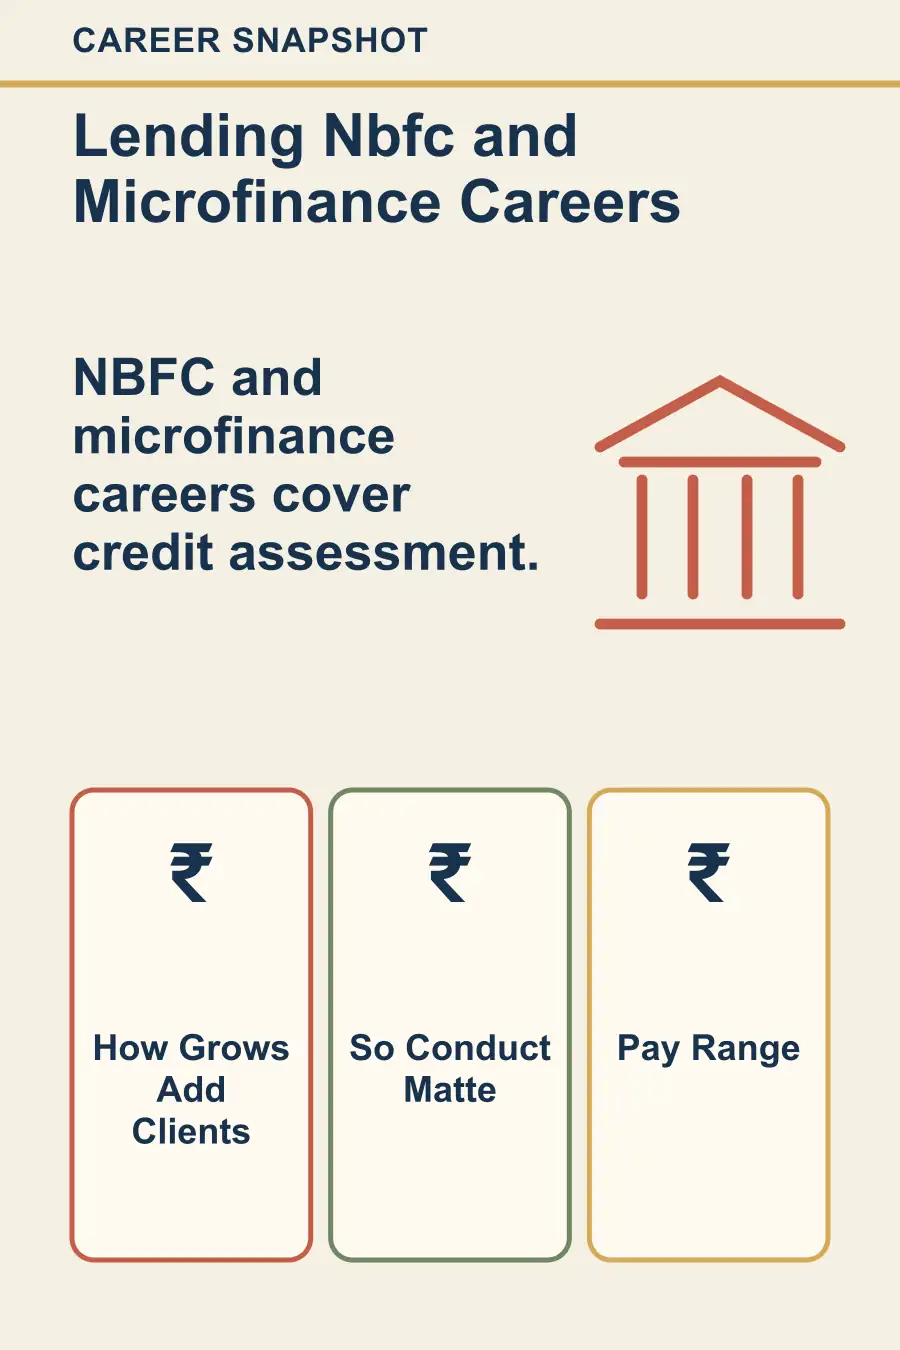 CAREER SNAPSHOT
Lending Nbfc and
Microfinance Careers
NBFC and
microfinance
careers cover
credit assessment.
₹
How Grows
Add
Clients
₹
So Conduct
Matte
₹
Pay Range